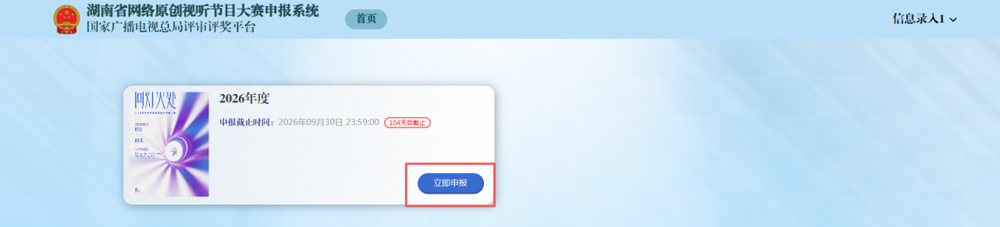 湖南省网络原创视听节目大赛申报系统
国家广播电视总局评审评奖平台
首页
信息录入1
2026年度
申报截止时间：2026年09月30日 23:59:00 104天后截止
立即申报